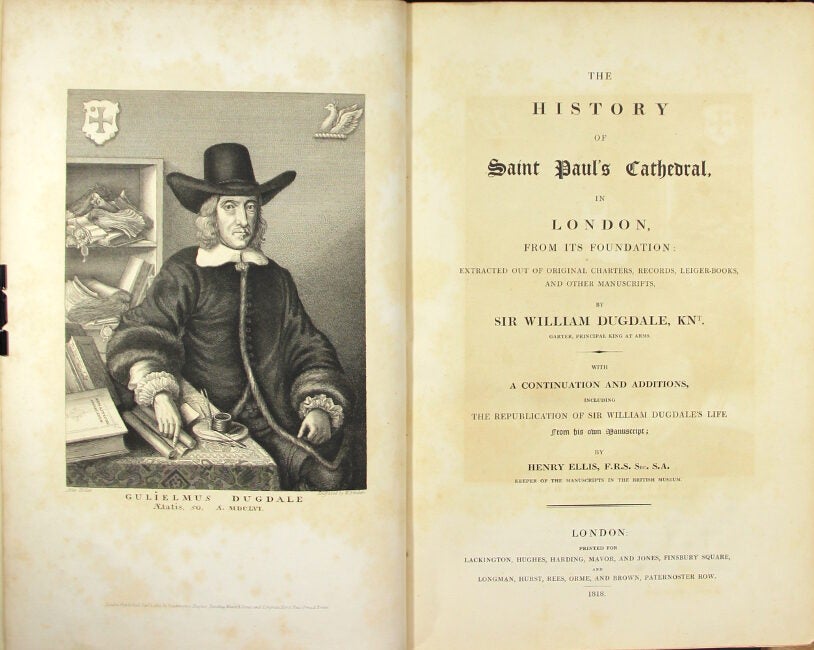 GULIELMUS DUGDALE
Ætatis. 50. A. MDCLVI.
THE
HISTORY
OF
Saint Paul's Cathedral,
IN
LONDON,
FROM ITS FOUNDATION:
EXTRACTED OUT OF ORIGINAL CHARTERS, RECORDS, LEIGER-BOOKS,
AND OTHER MANUSCRIPTS,
BY
SIR WILLIAM DUGDALE, KNT.
GARTER, PRINCIPAL KING AT ARMS.
WITH
A CONTINUATION AND ADDITIONS,
INCLUDING
THE REPUBLICATION OF SIR WILLIAM DUGDALE'S LIFE
From his own Manuscript;
BY
HENRY ELLIS, F.R.S. Sec. S.A.
KEEPER OF THE MANUSCRIPTS IN THE BRITISH MUSEUM.
LONDON:
PRINTED FOR
LACKINGTON, HUGHES, HARDING, MAVOR, AND JONES, FINSBURY SQUARE,
AND
LONGMAN, HURST, REES, ORME, AND BROWN, PATERNOSTER ROW.
1818.